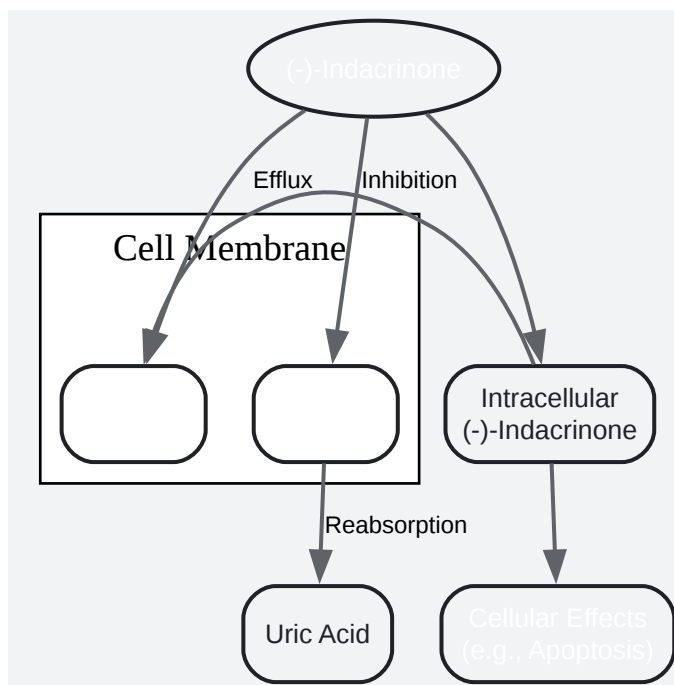 (-)-Indacrinone
Efflux
Inhibition
Cell Membrane
Intracellular
(-)-Indacrinone
Reabsorption
Uric Acid
Cellular Effects
(e.g., Apoptosis)